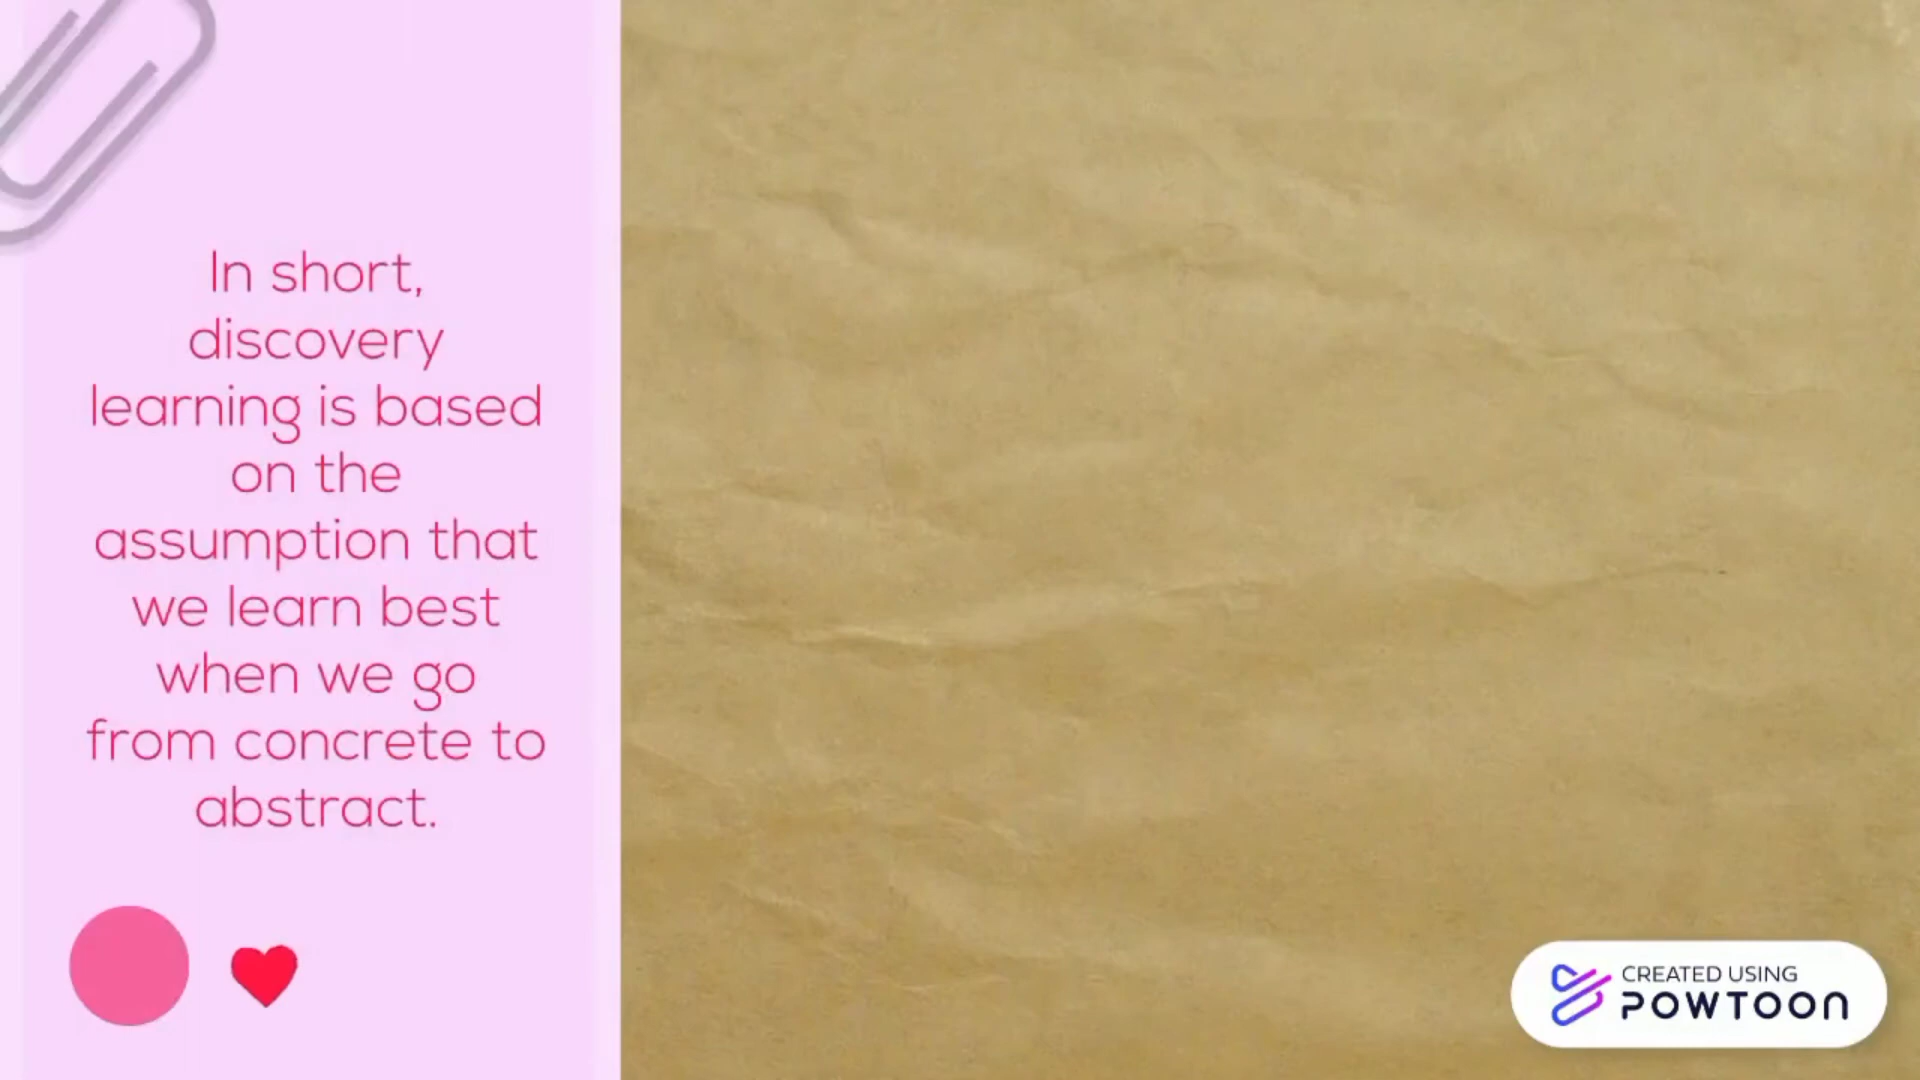 In short,
discovery
learning is based
on the
assumption that
we learn best
when we go
from concrete to
abstract.
CREATED USING
POWTOON